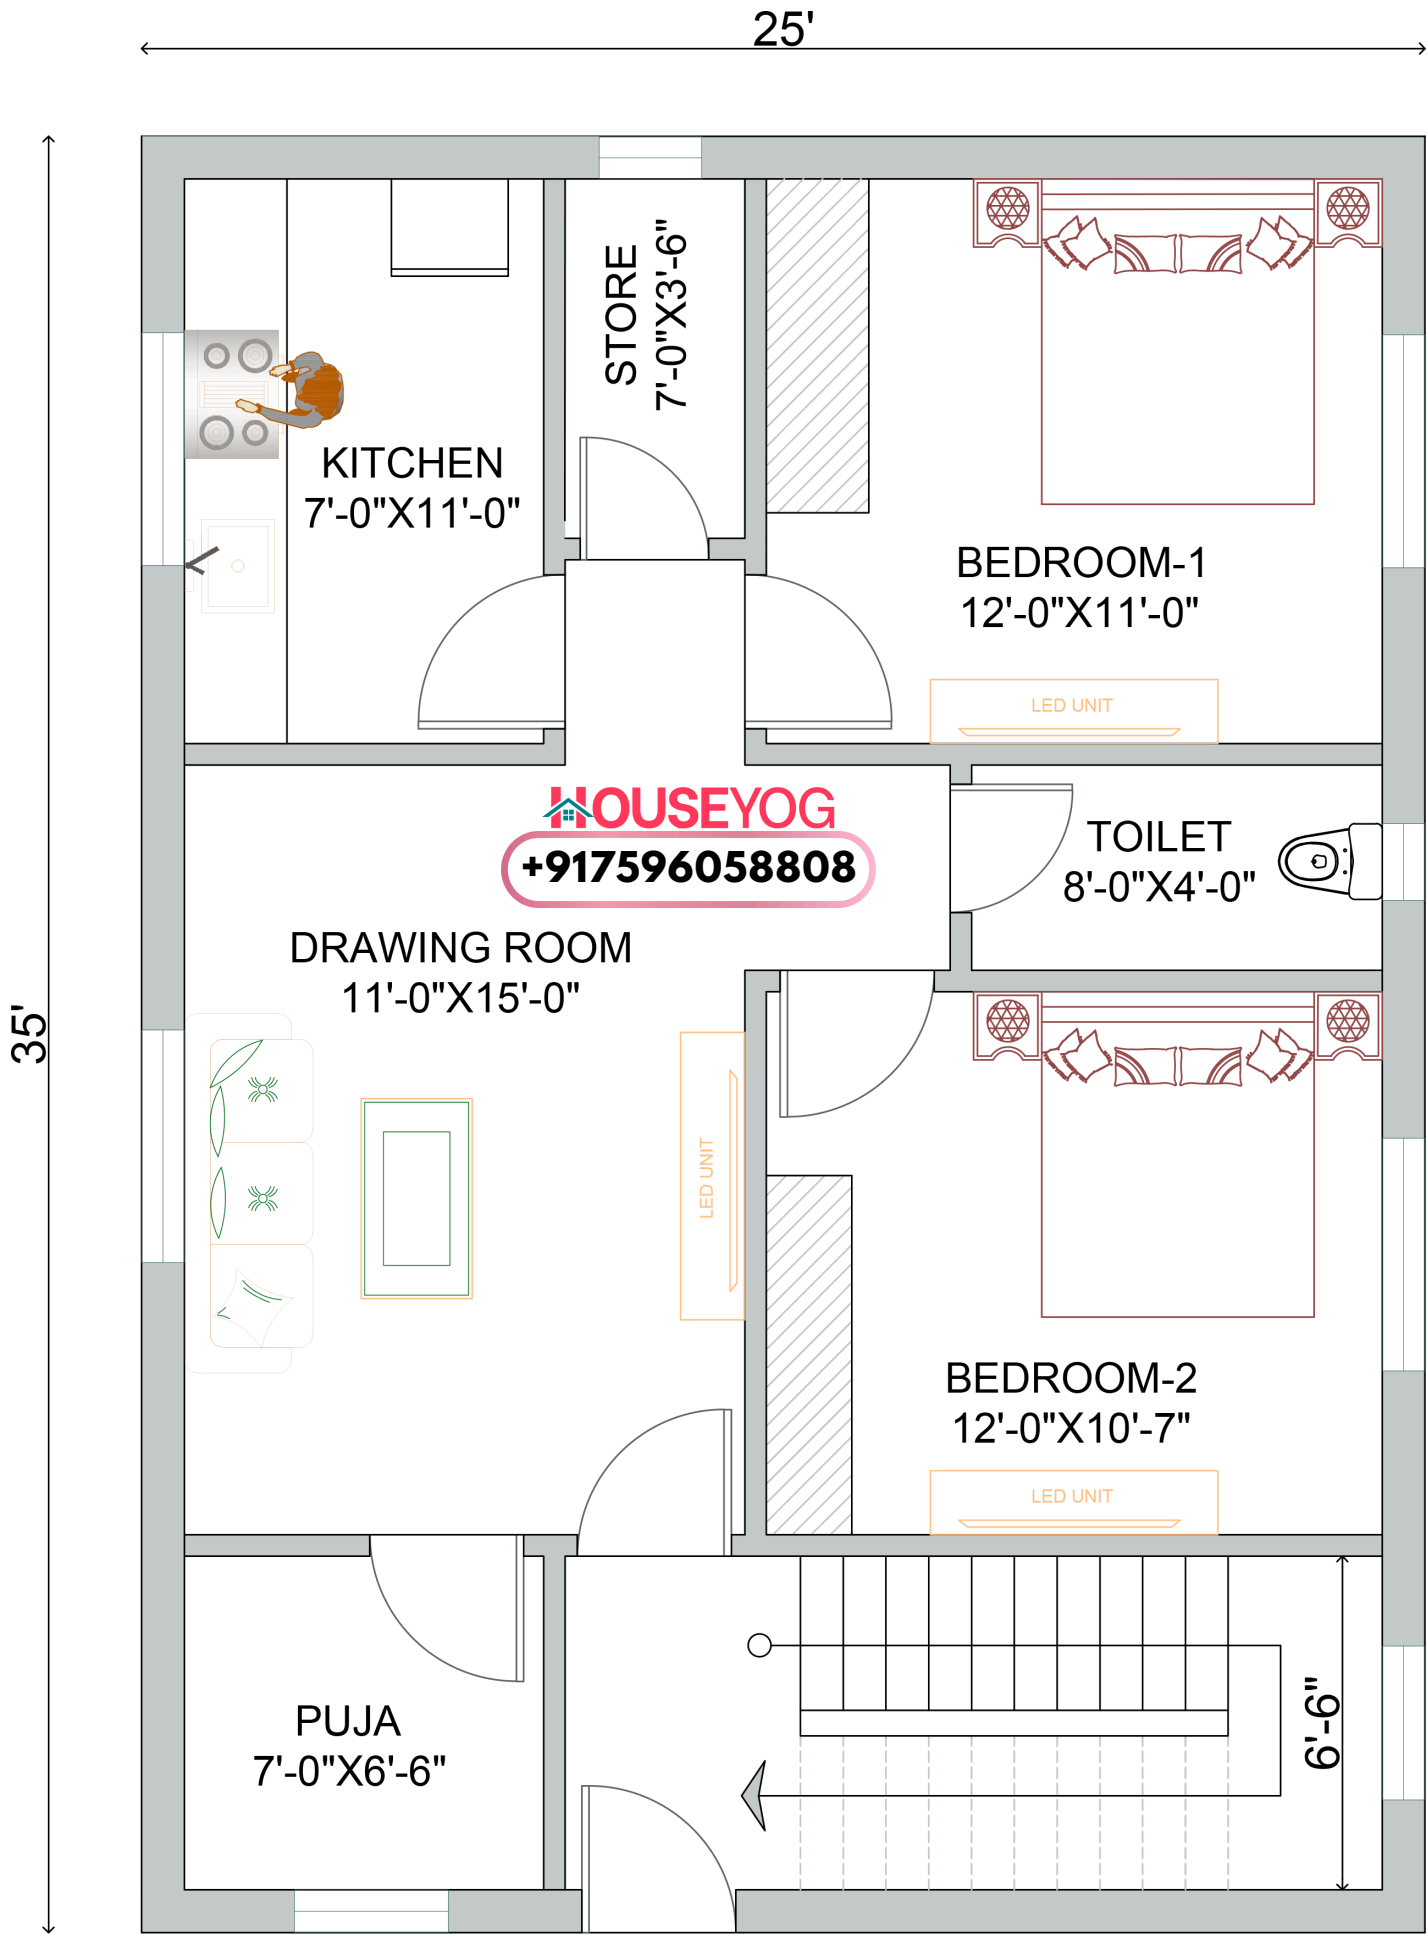 25'
35'
STORE
7'-0"X3'-6"
KITCHEN
7'-0"X11'-0"
BEDROOM-1
12'-0"X11'-0"
LED UNIT
HOUSEYOG
+917596058808
TOILET
8'-0"X4'-0"
DRAWING ROOM
11'-0"X15'-0"
LED UNIT
BEDROOM-2
12'-0"X10'-7"
LED UNIT
PUJA
7'-0"X6'-6"
6'-6"